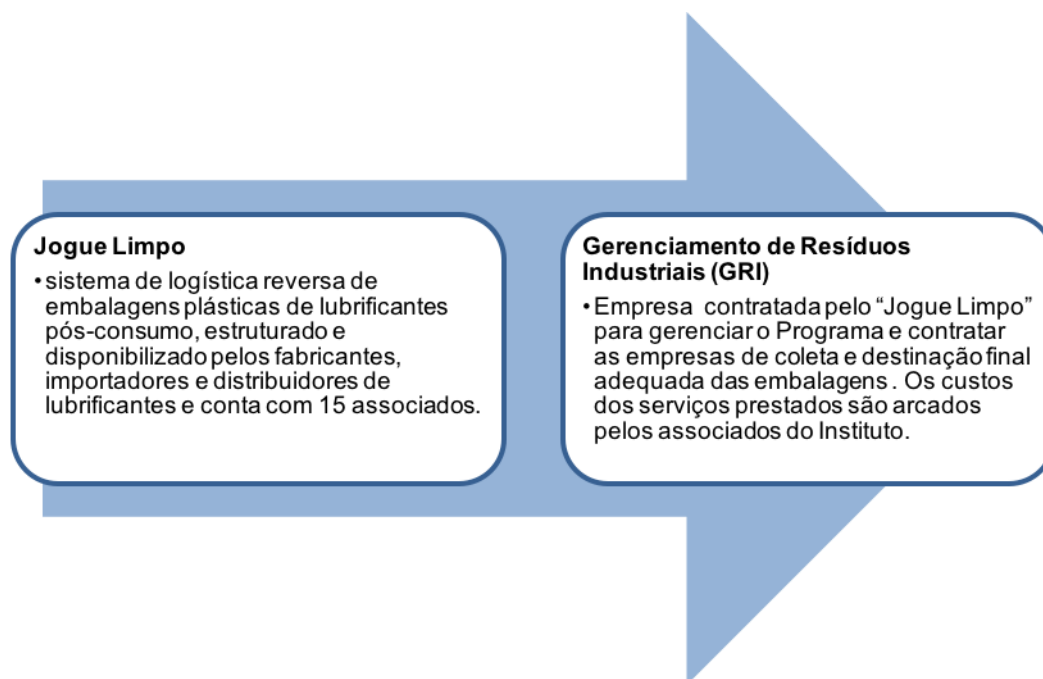 Jogue Limpo
• sistema de logística reversa de
embalagens plásticas de lubrificantes
pós-consumo, estruturado e
disponibilizado pelos fabricantes,
importadores e distribuidores de
lubrificantes e conta com 15 associados.
Gerenciamento de Resíduos
Industriais (GRI)
• Empresa contratada pelo “Jogue Limpo”
para gerenciar o Programa e contratar
as empresas de coleta e destinação final
adequada das embalagens . Os custos
dos serviços prestados são arcados
pelos associados do Instituto.